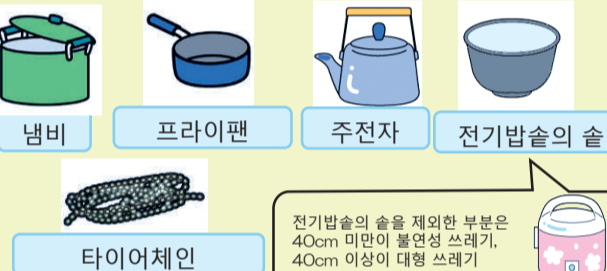 냄비
프라이팬
주전자
전기밥솥의 솥
타이어체인
전기밥솥의 솥을 제외한 부분은
40cm 미만이 불연성 쓰레기,
40cm 이상이 대형 쓰레기